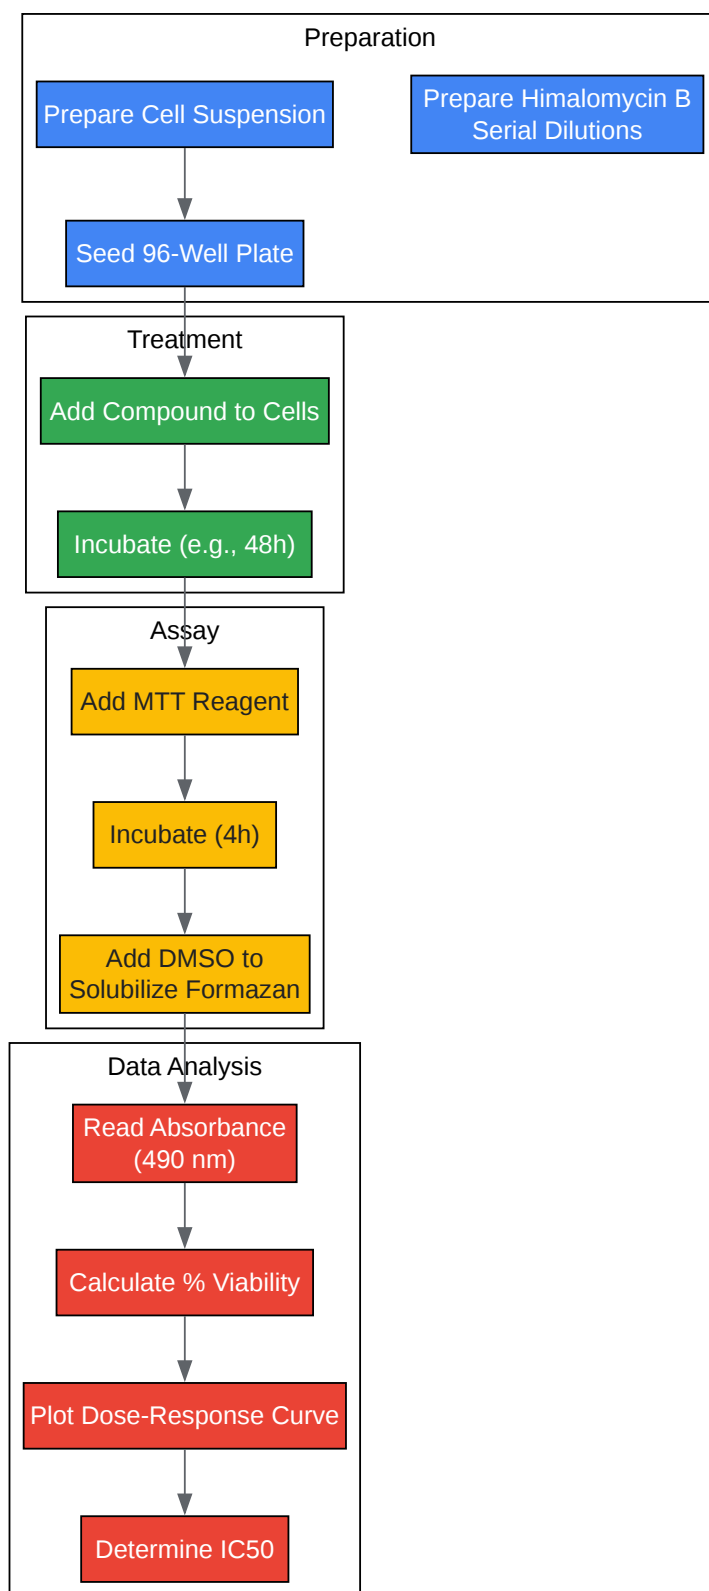 Preparation
Prepare Cell Suspension
Prepare Himalomycin B
Serial Dilutions
Seed 96-Well Plate
Treatment
Add Compound to Cells
Incubate (e.g., 48h)
Assay
Add MTT Reagent
Incubate (4h)
Add DMSO to
Solubilize Formazan
Data Analysis
Read Absorbance
(490 nm)
Calculate % Viability
Plot Dose-Response Curve
Determine IC50